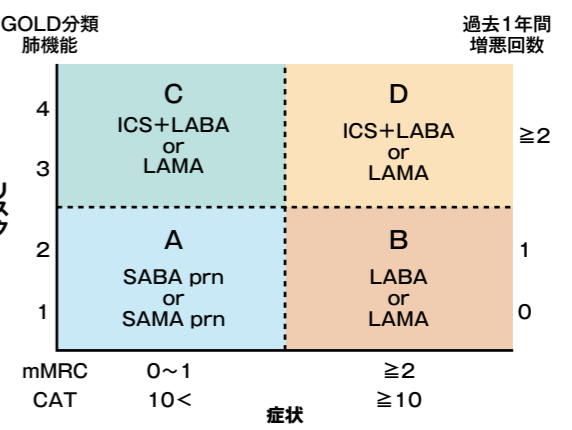 GOLD分類
肺機能
過去1年間
増悪回数
リスク
4
3
2
1
C
ICS+LABA
or
LAMA
D
ICS+LABA
or
LAMA
≧2
A
SABA prn
or
SAMA prn
B
LABA
or
LAMA
1
0
mMRC 0〜1 ≧2
CAT 10< ≧10
症状